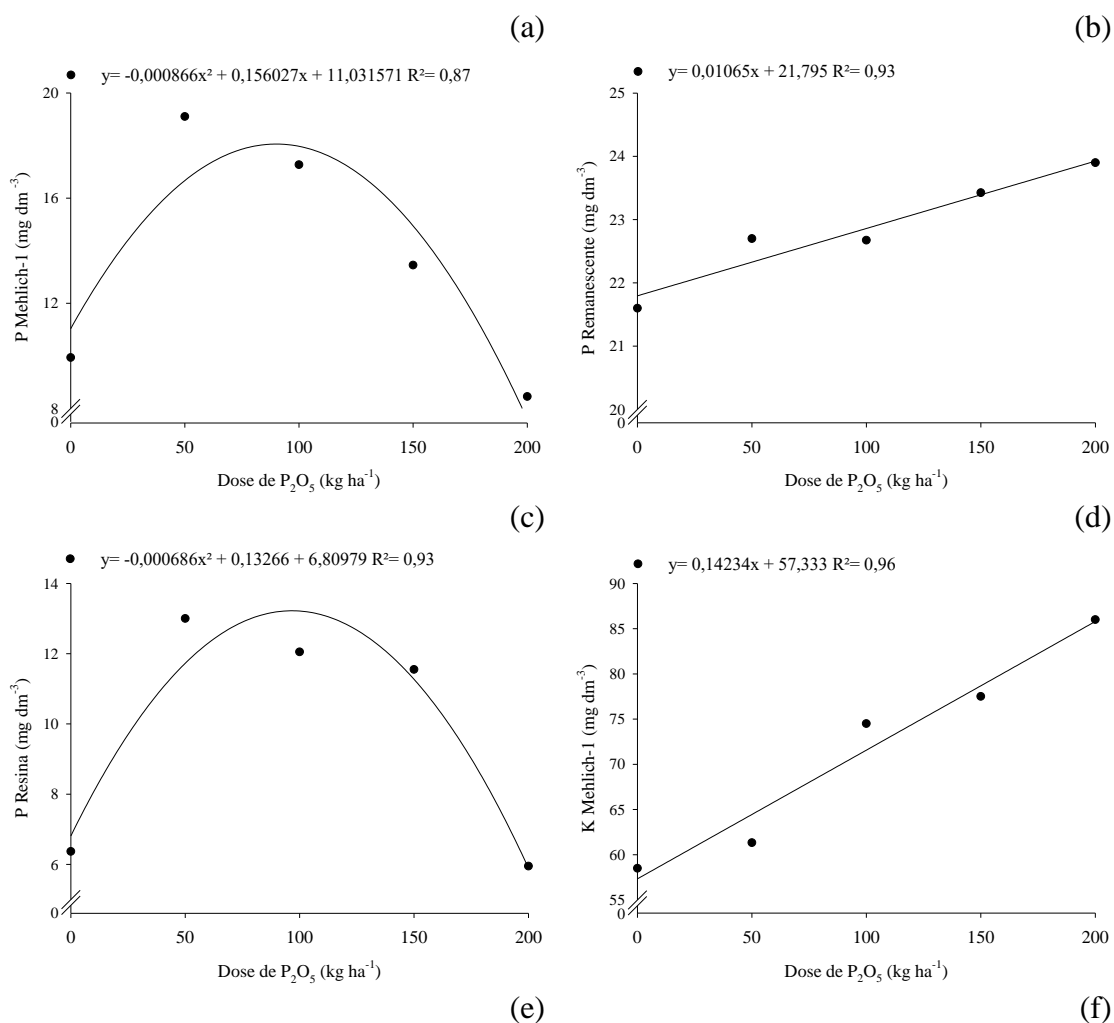 (a)
(b)
y= -0,000866x² + 0,156027x + 11,031571 R²= 0,87
20
16
12
8
0
P Mehlich-1 (mg dm⁻³)
0 50 100 150 200
Dose de P₂O₅ (kg ha⁻¹)
y= 0,01065x + 21,795 R²= 0,93
25
24
23
22
21
20
0
P Remanescente (mg dm⁻³)
0 50 100 150 200
Dose de P₂O₅ (kg ha⁻¹)
(c)
(d)
y= -0,000686x² + 0,13266 + 6,80979 R²= 0,93
14
12
10
8
6
0
P Resina (mg dm⁻³)
0 50 100 150 200
Dose de P₂O₅ (kg ha⁻¹)
y= 0,14234x + 57,333 R²= 0,96
90
85
80
75
70
65
60
55
0
K Mehlich-1 (mg dm⁻³)
0 50 100 150 200
Dose de P₂O₅ (kg ha⁻¹)
(e)
(f)